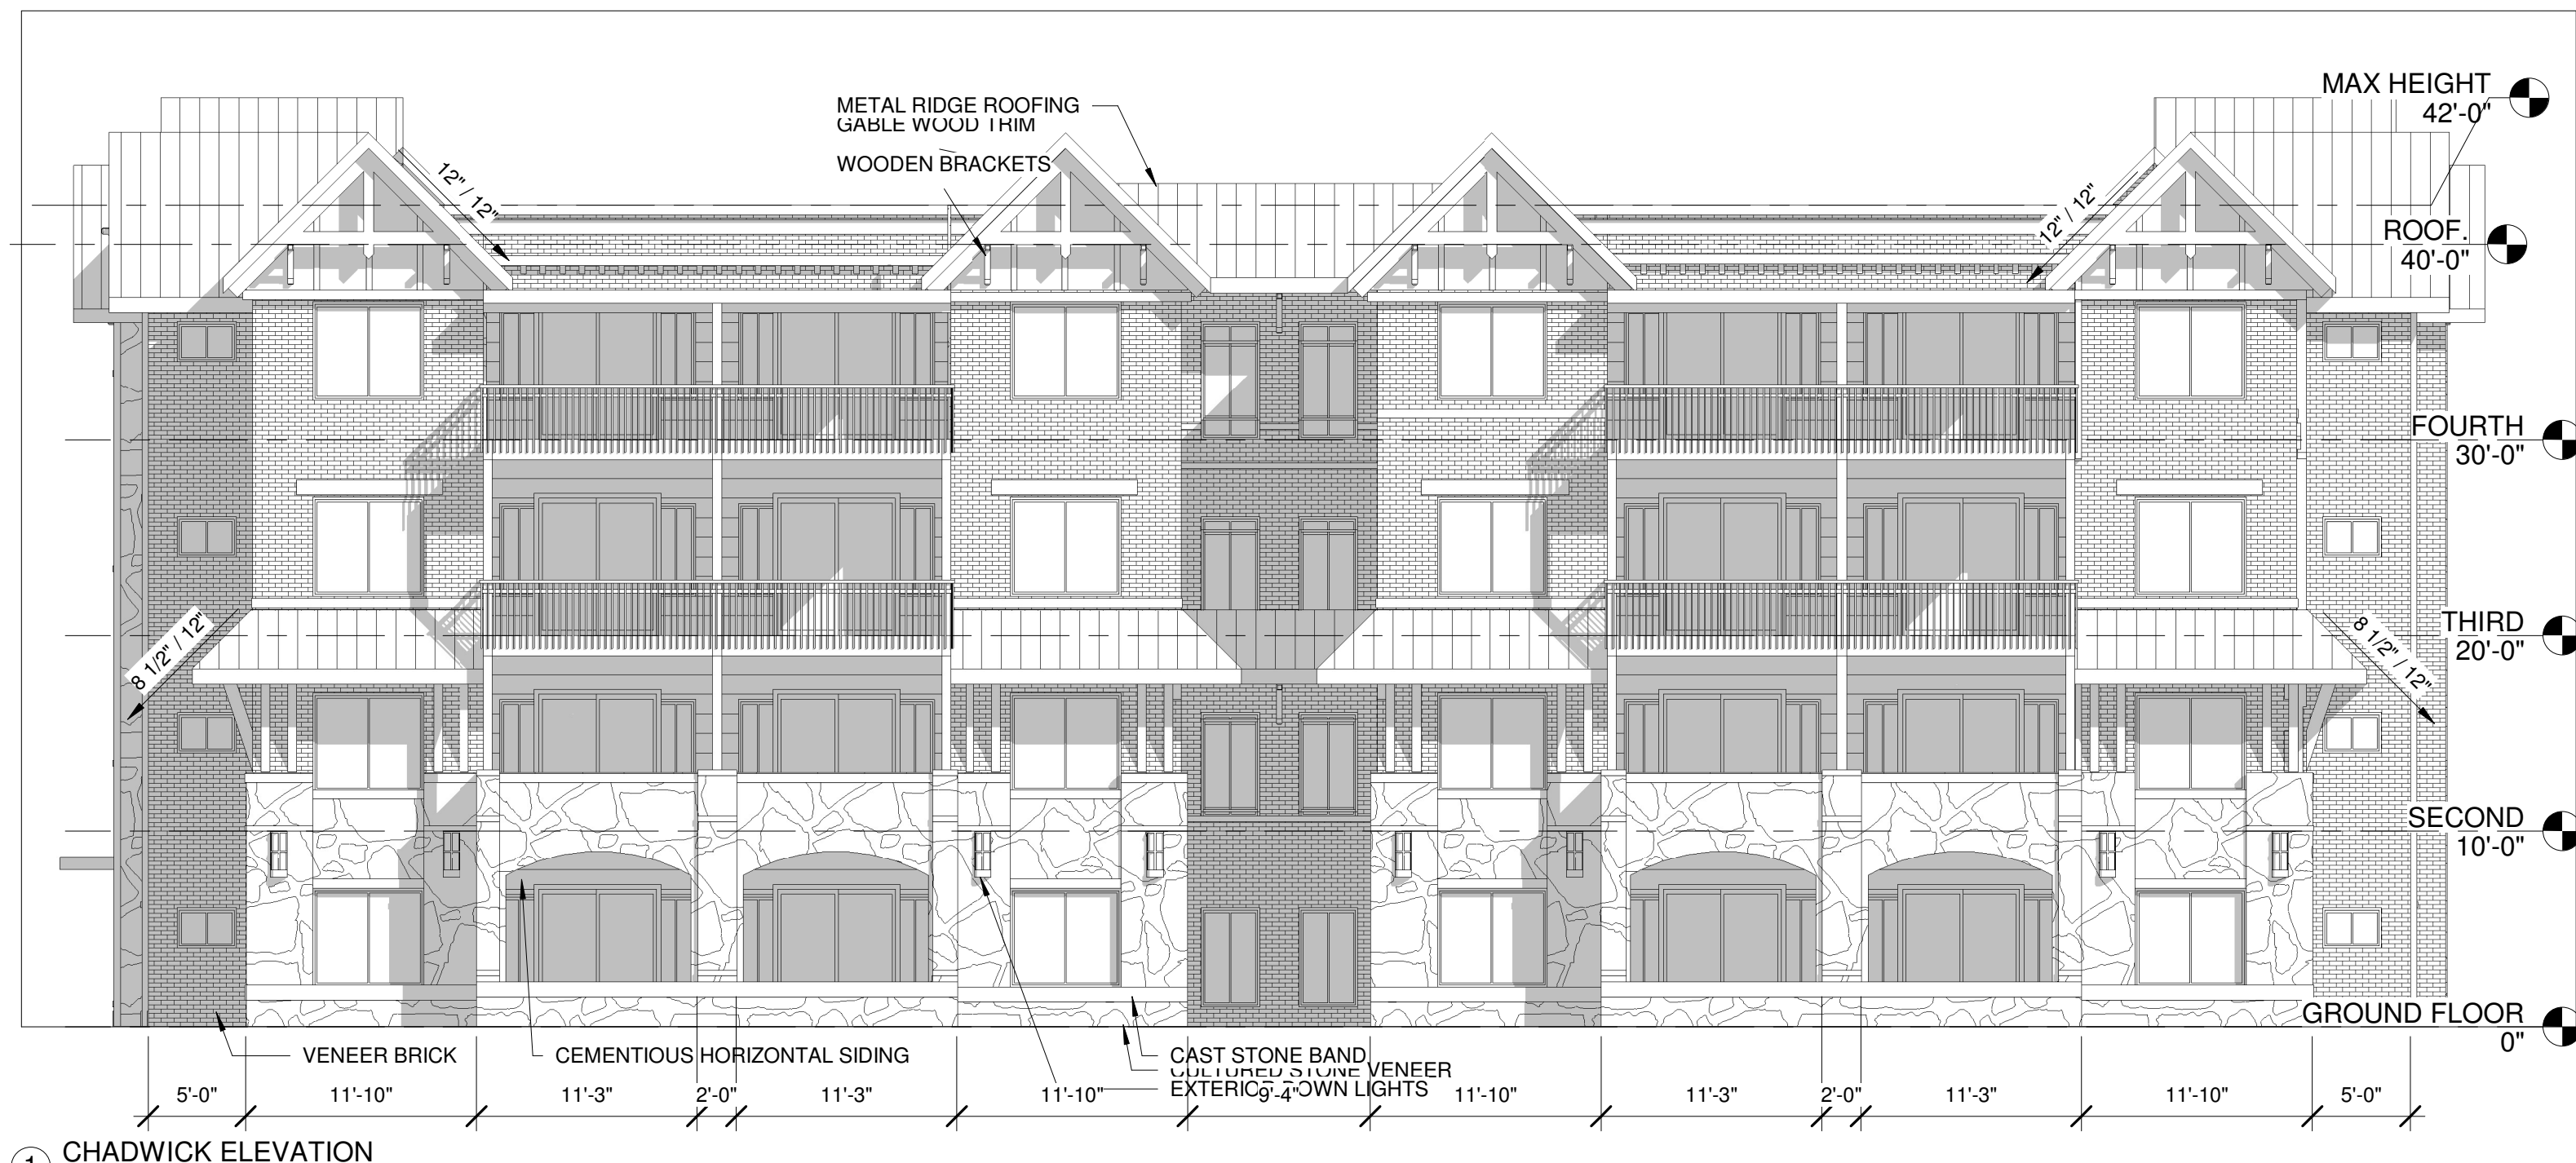 MAX HEIGHT
42'-0"
METAL RIDGE ROOFING
GABLE WOOD TRIM
WOODEN BRACKETS
12" / 12"
12" / 12"
ROOF.
40'-0"
FOURTH
30'-0"
THIRD
20'-0"
8 1/2" / 12"
8 1/2" / 12"
SECOND
10'-0"
GROUND FLOOR
0"
VENEER BRICK
CEMENTIOUS HORIZONTAL SIDING
CAST STONE BAND
CULTURED STONE VENEER
EXTERIOR DOWN LIGHTS
5'-0" 11'-10" 11'-3" 2'-0" 11'-3" 11'-10" 9'-4" 11'-10" 11'-3" 2'-0" 11'-3" 11'-10" 5'-0"
1 CHADWICK ELEVATION